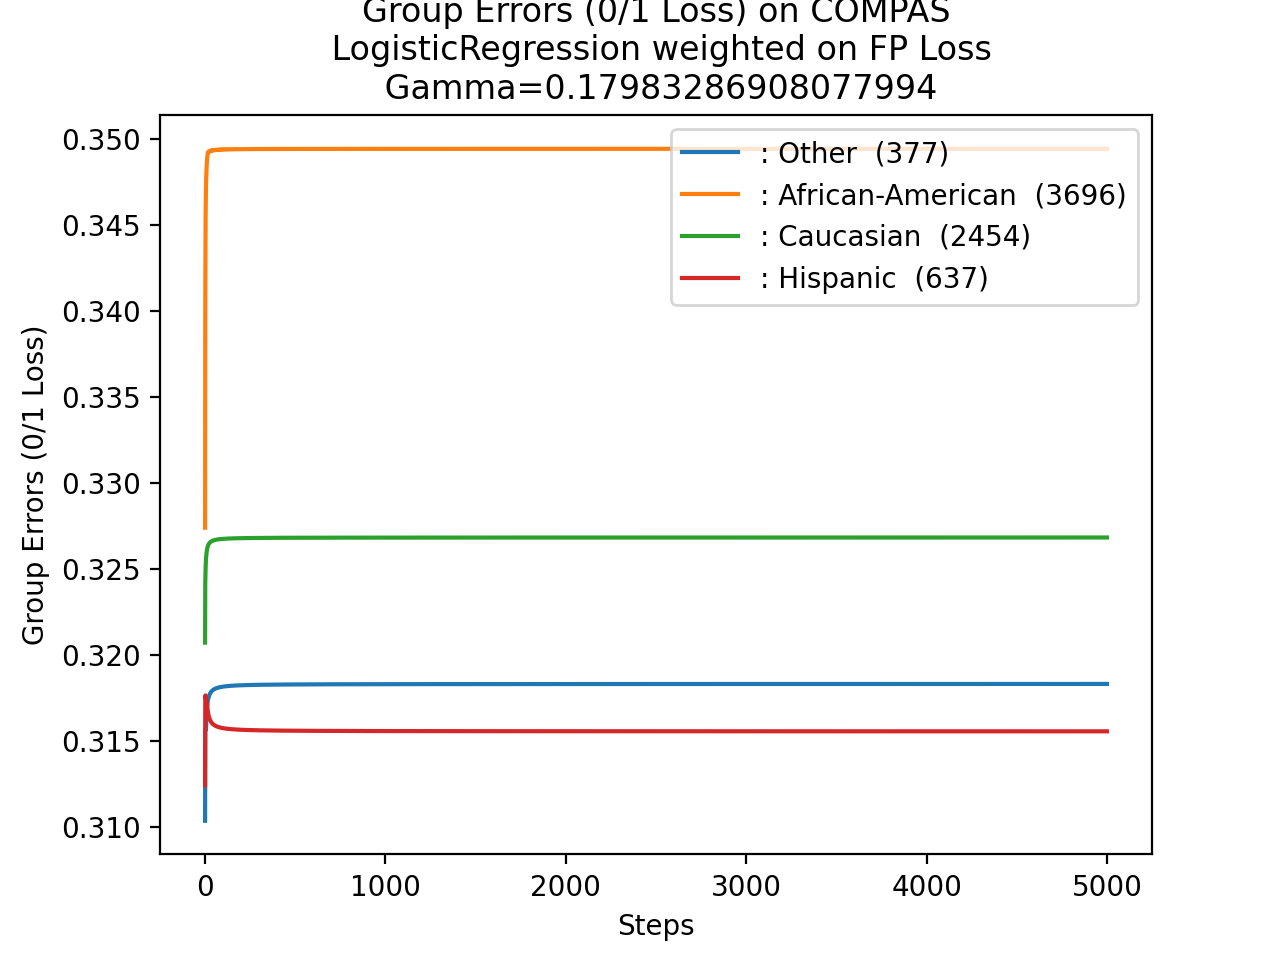 Group Errors (0/1 Loss) on COMPAS
LogisticRegression weighted on FP Loss
Gamma=0.17983286908077994
0.350
0.345
0.340
0.335
0.330
0.325
0.320
0.315
0.310
Group Errors (0/1 Loss)
: Other (377)
: African-American (3696)
: Caucasian (2454)
: Hispanic (637)
0 1000 2000 3000 4000 5000
Steps